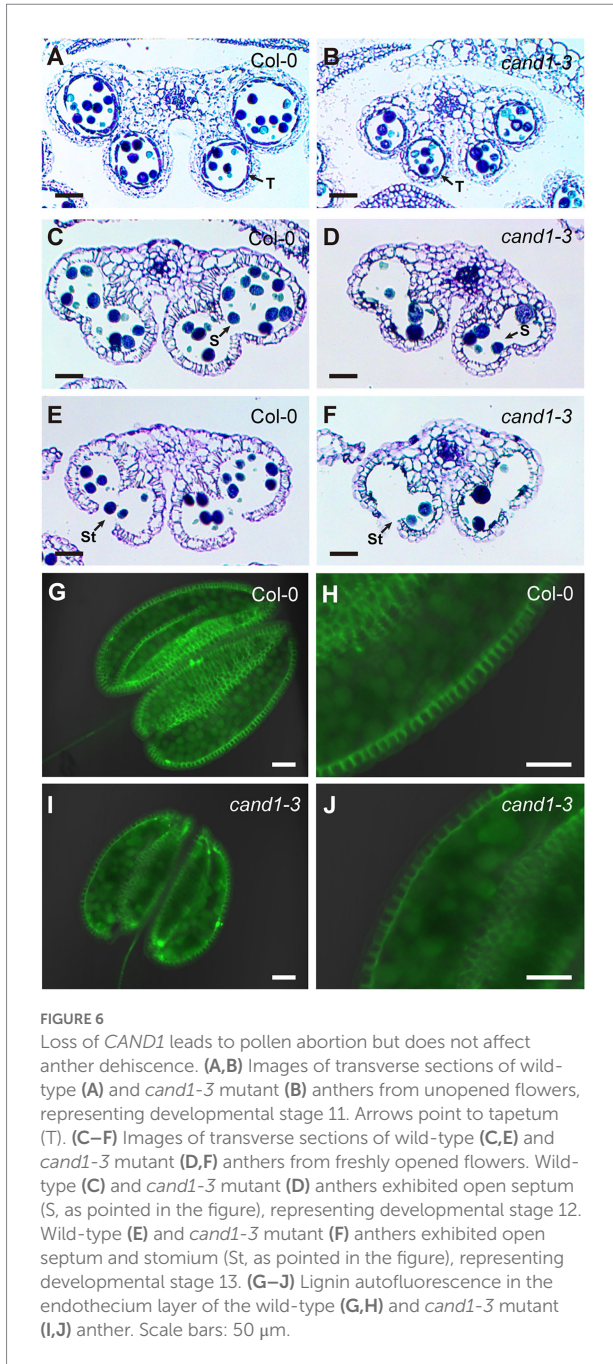 A Col-0
B cand1-3
T
T
C Col-0
D cand1-3
S
S
E Col-0
F cand1-3
St
St
G Col-0
H Col-0
I cand1-3
J cand1-3
FIGURE 6
Loss of CAND1 leads to pollen abortion but does not affect
anther dehiscence. (A,B) Images of transverse sections of wild-
type (A) and cand1-3 mutant (B) anthers from unopened flowers,
representing developmental stage 11. Arrows point to tapetum
(T). (C–F) Images of transverse sections of wild-type (C,E) and
cand1-3 mutant (D,F) anthers from freshly opened flowers. Wild-
type (C) and cand1-3 mutant (D) anthers exhibited open septum
(S, as pointed in the figure), representing developmental stage 12.
Wild-type (E) and cand1-3 mutant (F) anthers exhibited open
septum and stomium (St, as pointed in the figure), representing
developmental stage 13. (G–J) Lignin autofluorescence in the
endothecium layer of the wild-type (G,H) and cand1-3 mutant
(I,J) anther. Scale bars: 50 μm.